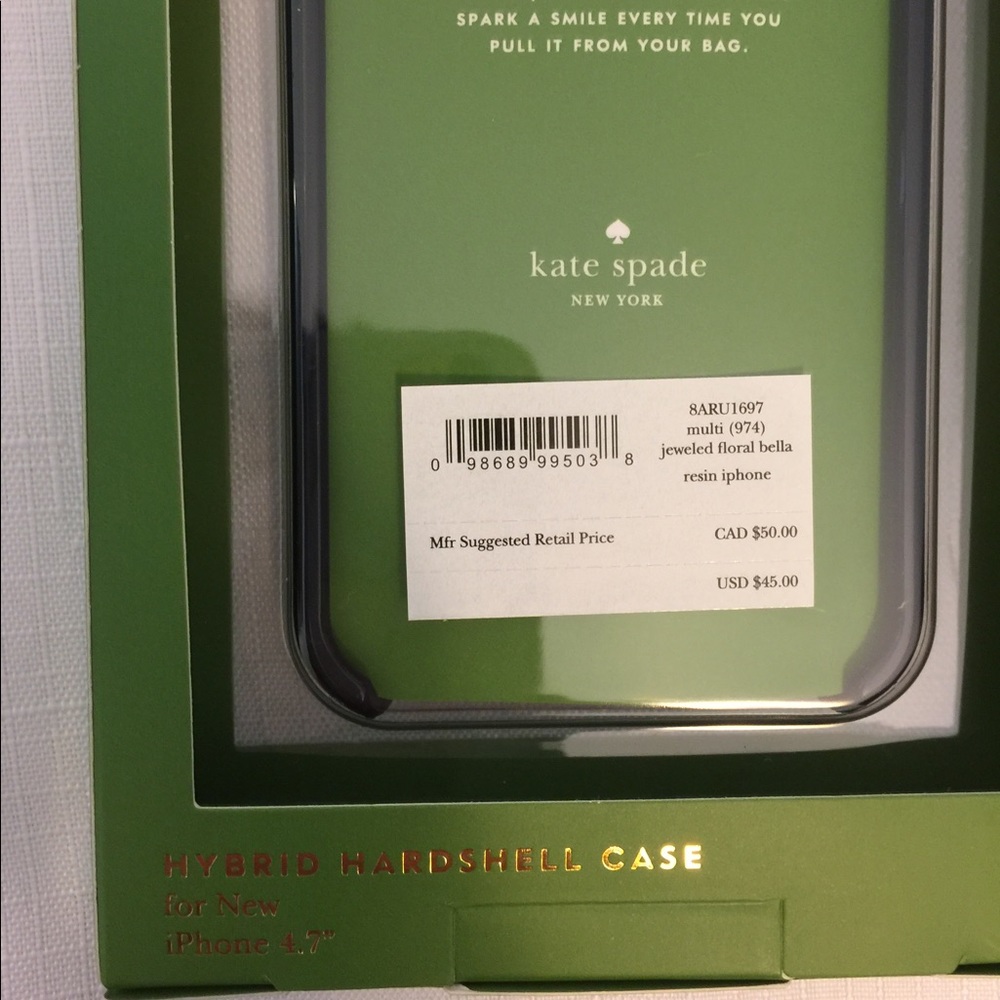 SPARK A SMILE EVERY TIME YOU
PULL IT FROM YOUR BAG.
kate spade
NEW YORK
8ARU1697
multi (974)
jeweled floral bella
resin iphone
0 98689 99503 8
Mfr Suggested Retail Price CAD $50.00
USD $45.00
HYBRID HARDSHELL CASE
for New
iPhone 4.7"